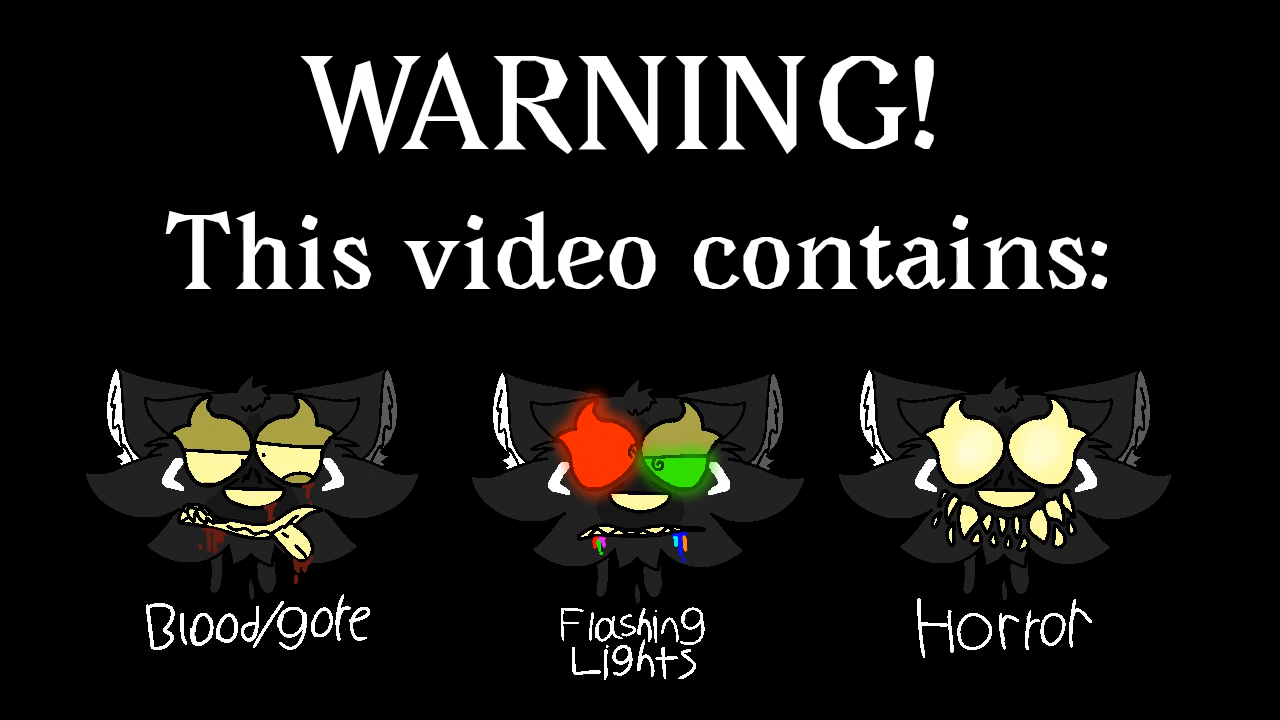 WARNING!
This video contains:
Blood/gore
Flashing
Lights
Horror